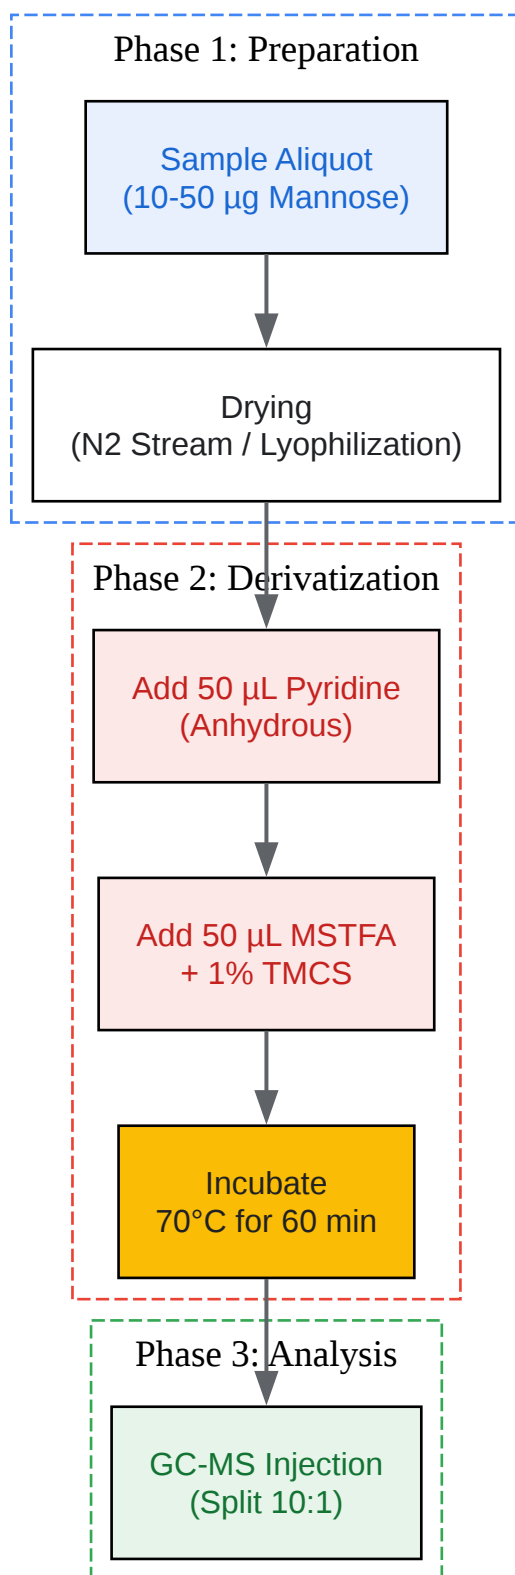 Phase 1: Preparation
Sample Aliquot
(10-50 µg Mannose)
Drying
(N2 Stream / Lyophilization)
Phase 2: Derivatization
Add 50 µL Pyridine
(Anhydrous)
Add 50 µL MSTFA
+ 1% TMCS
Incubate
70°C for 60 min
Phase 3: Analysis
GC-MS Injection
(Split 10:1)